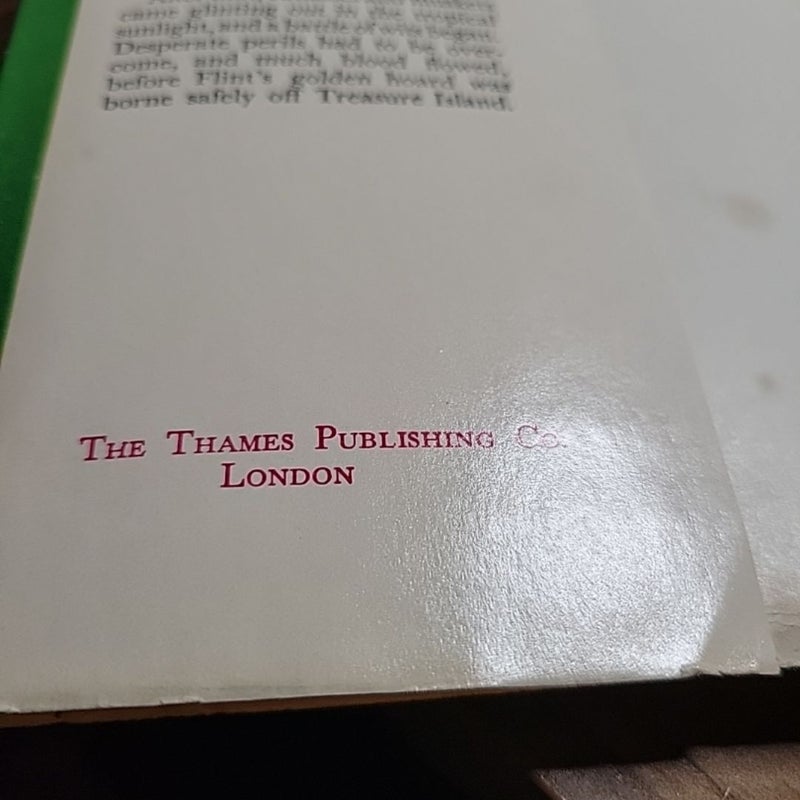 came glinting out in the tropical
sunlight, and a battle of wits began.
Desperate perils had to be over-
come, and much blood flowed,
before Flint's golden hoard was
borne safely off Treasure Island.
THE THAMES PUBLISHING CO.
LONDON